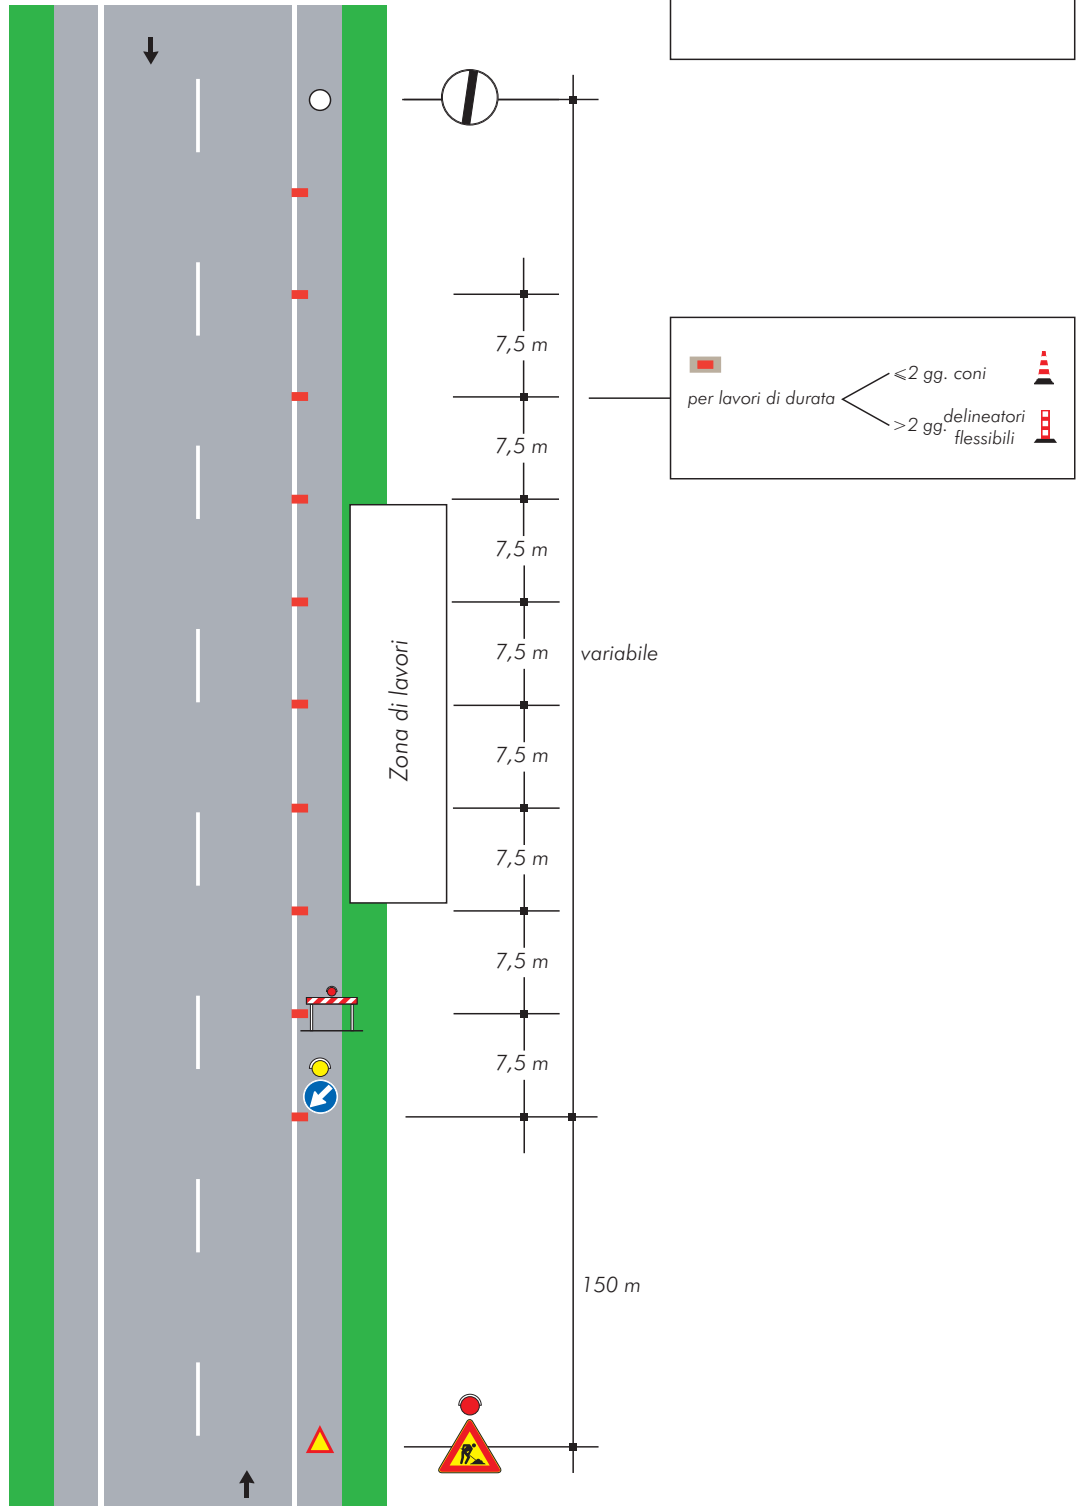 7,5 m
≤2 gg. coni
per lavori di durata
>2 gg. delineatori
flessibili
7,5 m
7,5 m
7,5 m
variabile
Zona di lavori
7,5 m
7,5 m
7,5 m
7,5 m
150 m